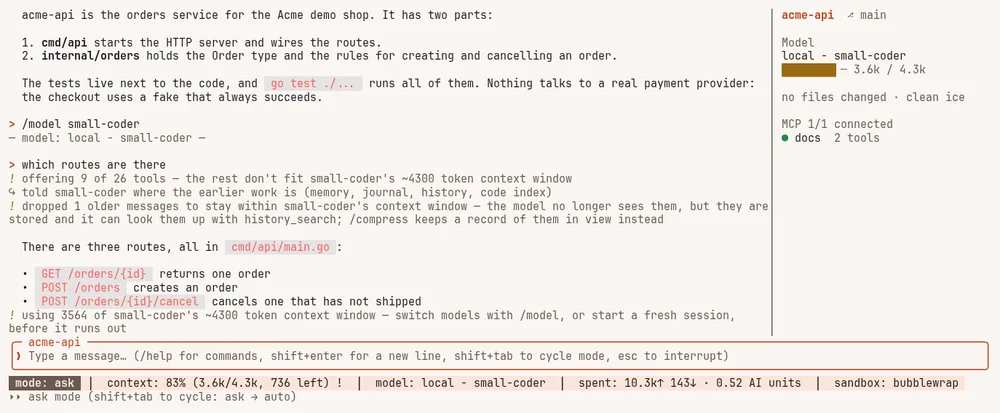 acme-api is the orders service for the Acme demo shop. It has two parts:
1. cmd/api starts the HTTP server and wires the routes.
2. internal/orders holds the Order type and the rules for creating and cancelling an order.
The tests live next to the code, and go test ./... runs all of them. Nothing talks to a real payment provider:
the checkout uses a fake that always succeeds.
> /model small-coder
— model: local - small-coder —
> which routes are there
! offering 9 of 26 tools — the rest don't fit small-coder's ~4300 token context window
↪ told small-coder where the earlier work is (memory, journal, history, code index)
! dropped 1 older messages to stay within small-coder's context window — the model no longer sees them, but they are
stored and it can look them up with history_search; /compress keeps a record of them in view instead
There are three routes, all in cmd/api/main.go:
• GET /orders/{id} returns one order
• POST /orders creates an order
• POST /orders/{id}/cancel cancels one that has not shipped
! using 3564 of small-coder's ~4300 token context window — switch models with /model, or start a fresh session,
before it runs out
acme-api
❯ Type a message… (/help for commands, shift+enter for a new line, shift+tab to cycle mode, esc to interrupt)
mode: ask │ context: 83% (3.6k/4.3k, 736 left) ! │ model: local - small-coder │ spent: 10.3k↑ 143↓ · 0.52 AI units │ sandbox: bubblewrap
▸▸ ask mode (shift+tab to cycle: ask → auto)
acme-api ⎇ main
Model
local - small-coder
— 3.6k / 4.3k
no files changed · clean ice
MCP 1/1 connected
● docs 2 tools